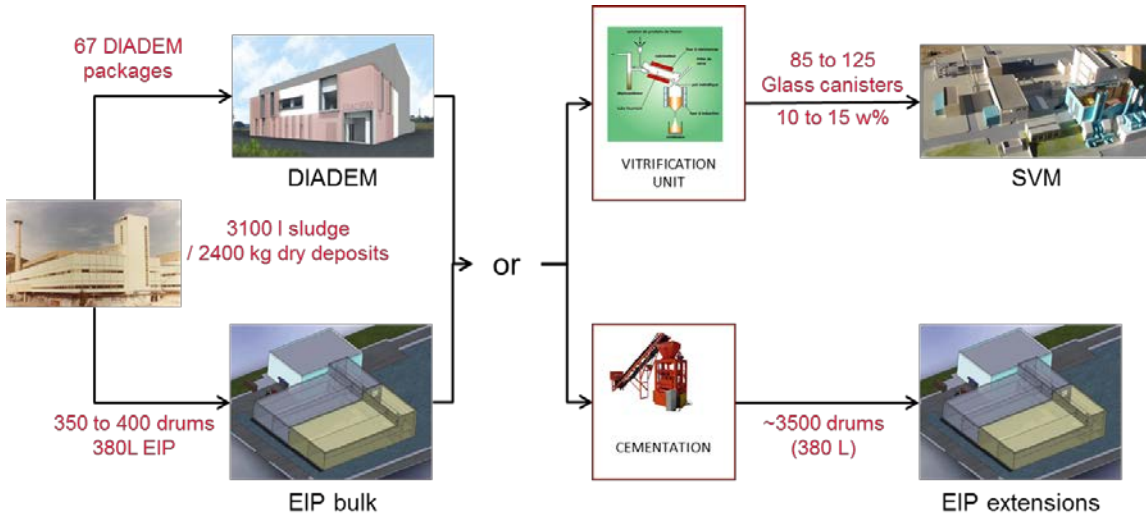 67 DIADEM
packages
DIADEM
3100 l sludge
/ 2400 kg dry deposits
350 to 400 drums
380L EIP
EIP bulk
or
VITRIFICATION
UNIT
85 to 125
Glass canisters
10 to 15 w%
SVM
CEMENTATION
~3500 drums
(380 L)
EIP extensions